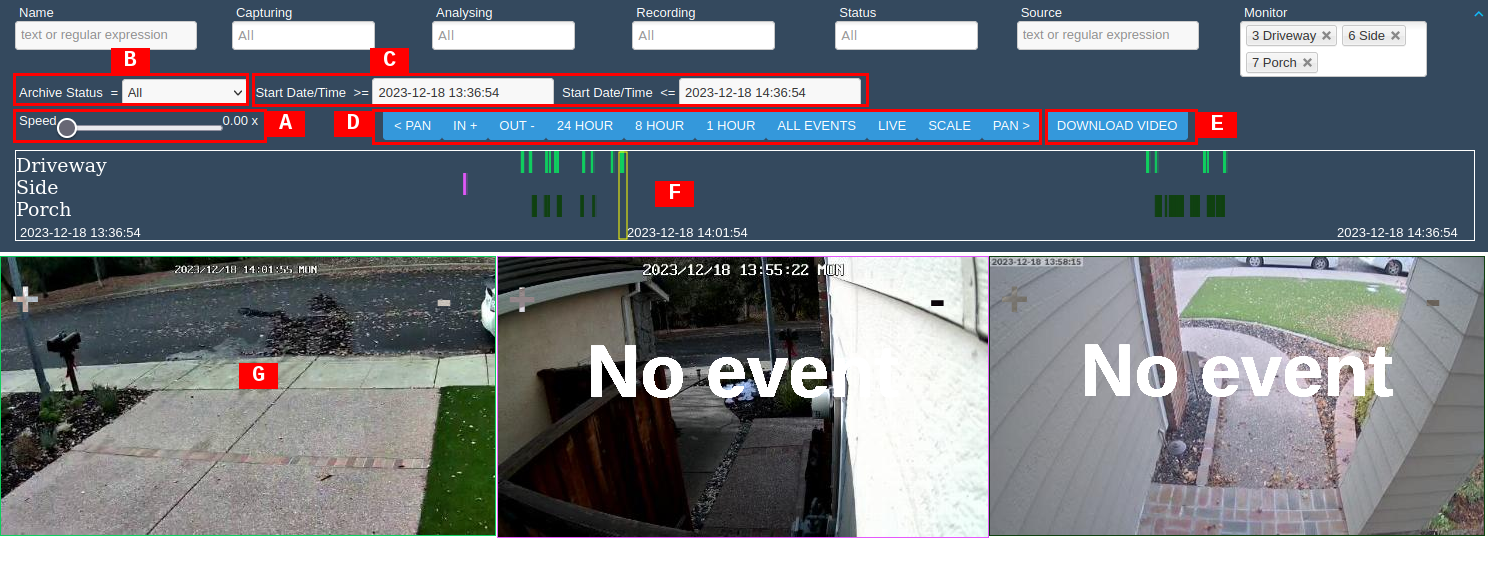 Name Capturing Analysing Recording Status Source Monitor
text or regular expression All All All All text or regular expression 3 Driveway × 6 Side ×
7 Porch ×
B C
Archive Status = All Start Date/Time >= 2023-12-18 13:36:54 Start Date/Time <= 2023-12-18 14:36:54
Speed 0.00 x A D < PAN IN + OUT - 24 HOUR 8 HOUR 1 HOUR ALL EVENTS LIVE SCALE PAN > DOWNLOAD VIDEO E
Driveway
Side
F
Porch
2023-12-18 13:36:54 2023-12-18 14:01:54 2023-12-18 14:36:54
2023/12/18 14:01:55 MON 2023/12/18 13:55:22 MON 2023-12-18 13:58:15
+ - + - + -
G No event No event